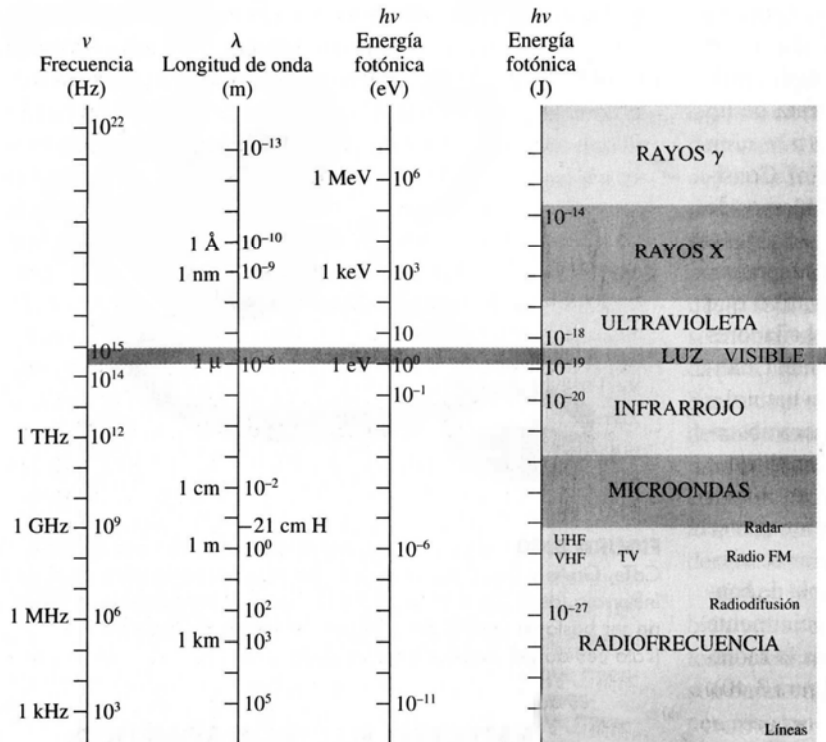 ν
Frecuencia
(Hz)
λ
Longitud de onda
(m)
hν
Energía
fotónica
(eV)
hν
Energía
fotónica
(J)
10²²
10¹⁵
10¹⁴
1 THz 10¹²
1 GHz 10⁹
1 MHz 10⁶
1 kHz 10³
10⁻¹³
1 Å 10⁻¹⁰
1 nm 10⁻⁹
1 μ 10⁻⁶
1 cm 10⁻²
21 cm H
1 m 10⁰
10²
1 km 10³
10⁵
1 MeV 10⁶
1 keV 10³
10
1 eV 10⁰
10⁻¹
10⁻⁶
10⁻¹¹
10⁻¹⁴
10⁻¹⁸
10⁻¹⁹
10⁻²⁰
10⁻²⁷
RAYOS γ
RAYOS X
ULTRAVIOLETA
LUZ VISIBLE
INFRARROJO
MICROONDAS
Radar
UHF
VHF TV Radio FM
Radiodifusión
RADIOFRECUENCIA
Líneas